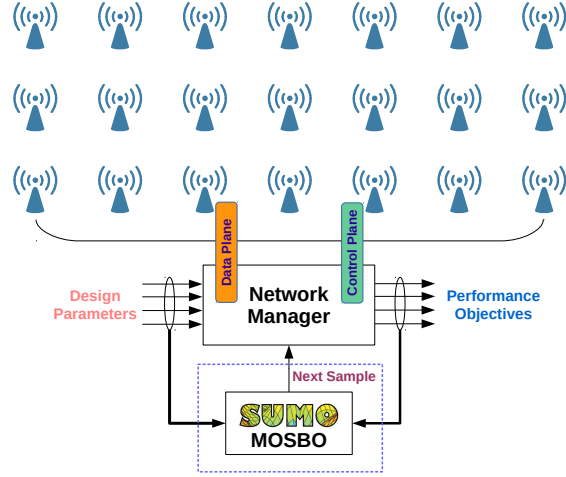 Data Plane
Control Plane
Design
Parameters
Network
Manager
Performance
Objectives
Next Sample
SUMO
MOSBO